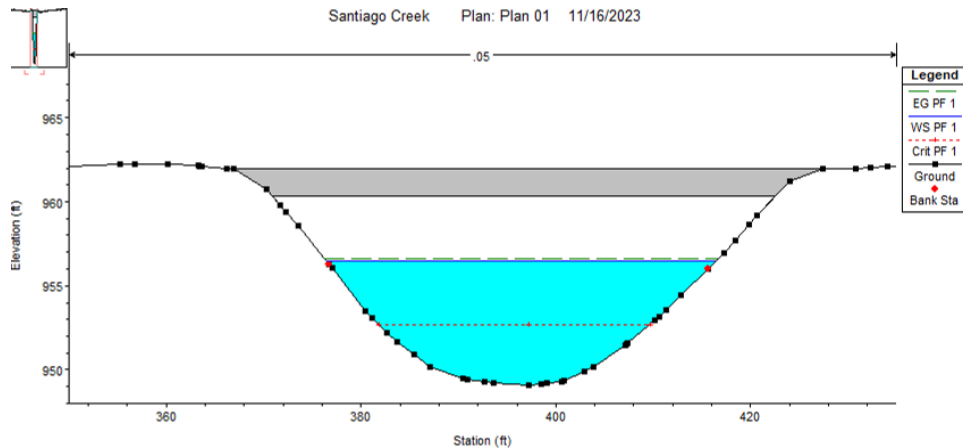 Santiago Creek Plan: Plan 01 11/16/2023
.05
Legend
EG PF 1
WS PF 1
Crit PF 1
Ground
Bank Sta
965
960
955
950
Elevation (ft)
360 380 400 420
Station (ft)